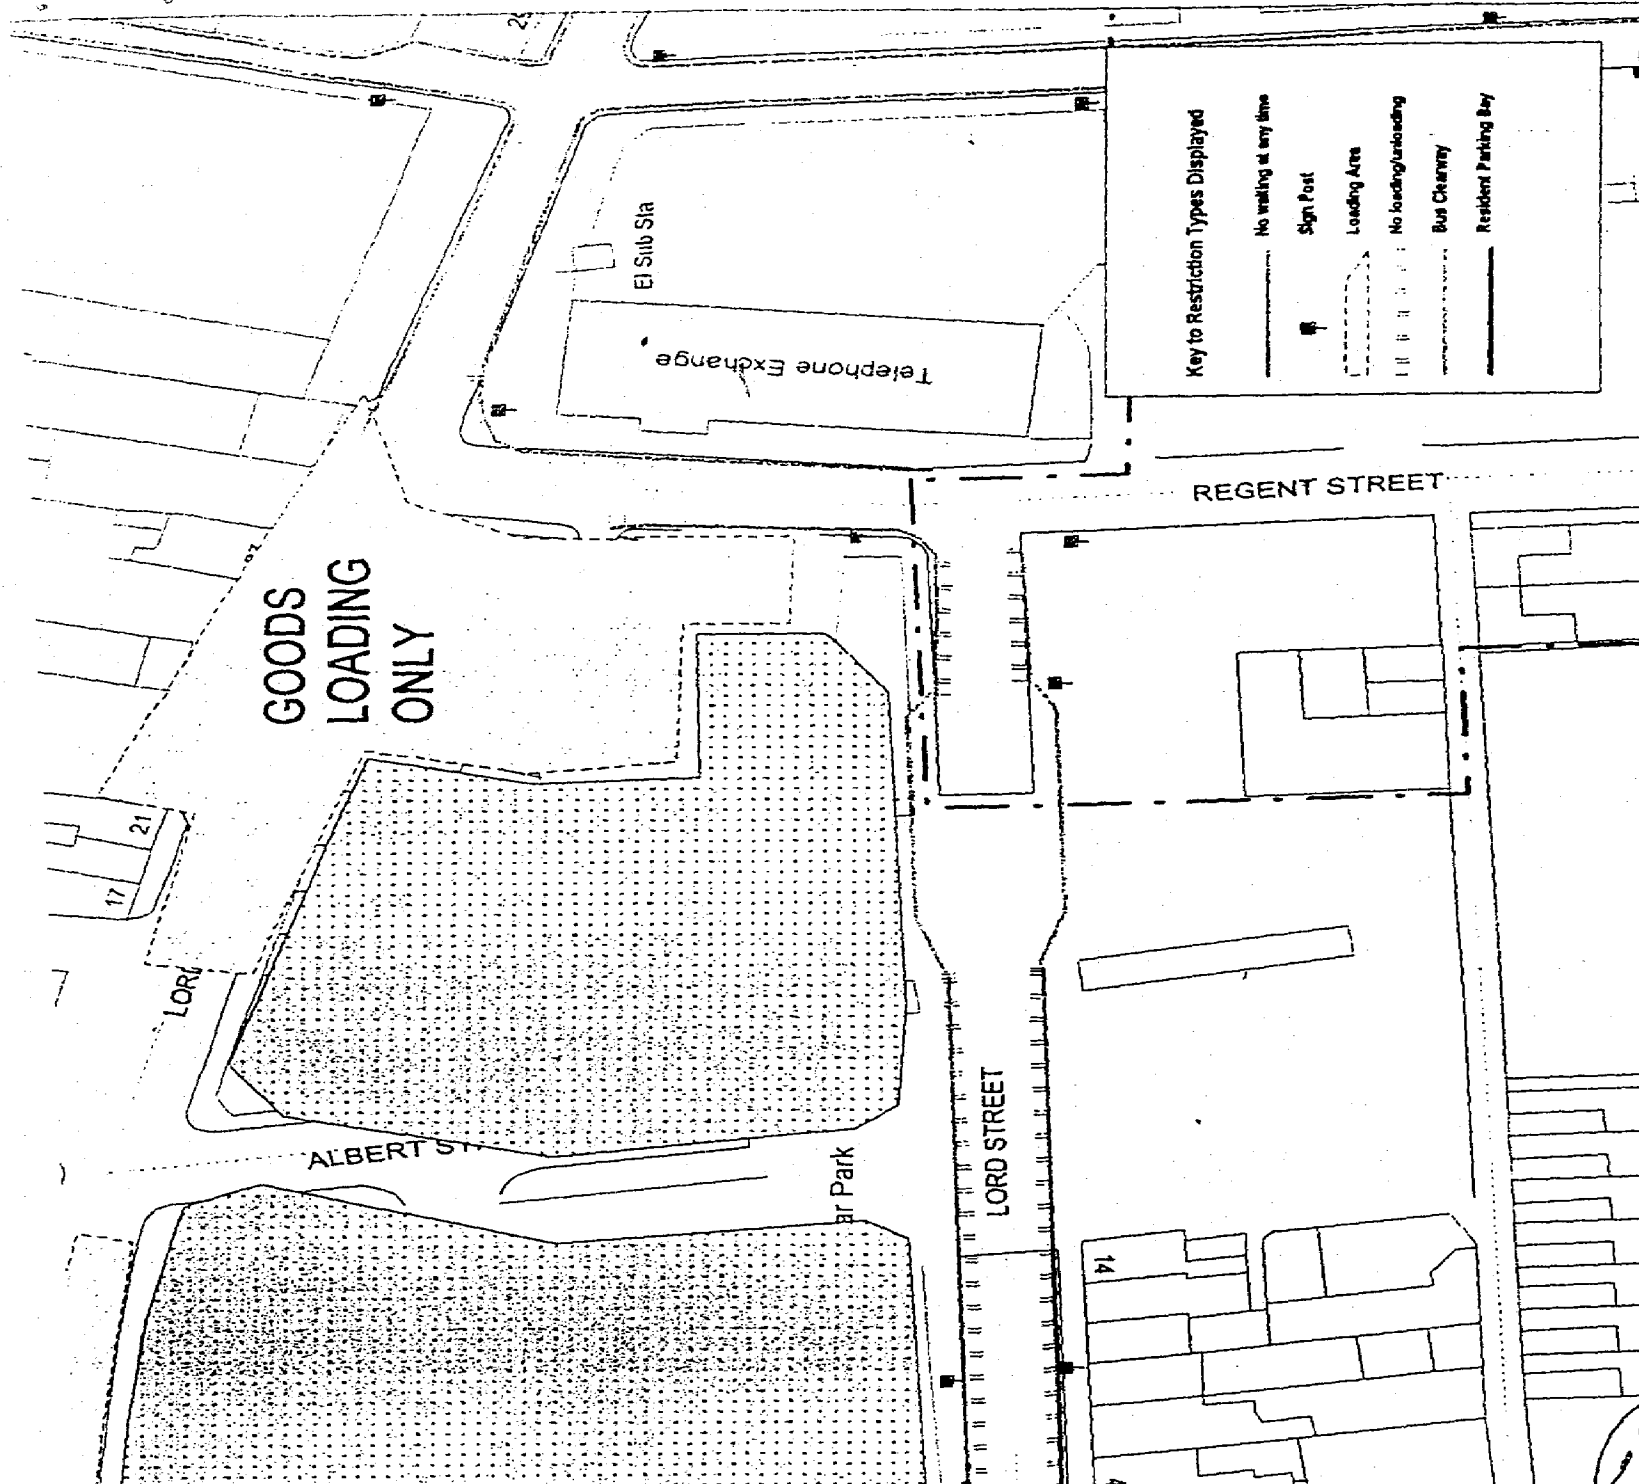 Key to Restriction Types Displayed
No waiting at any time
Sign Post
Loading Area
No loading/unloading
Bus Clearway
Resident Parking Bay
El Sub Sta
Telephone Exchange
REGENT STREET
GOODS
LOADING
ONLY
21
17
LOR
ALBERT ST
ar Park
LORD STREET
14